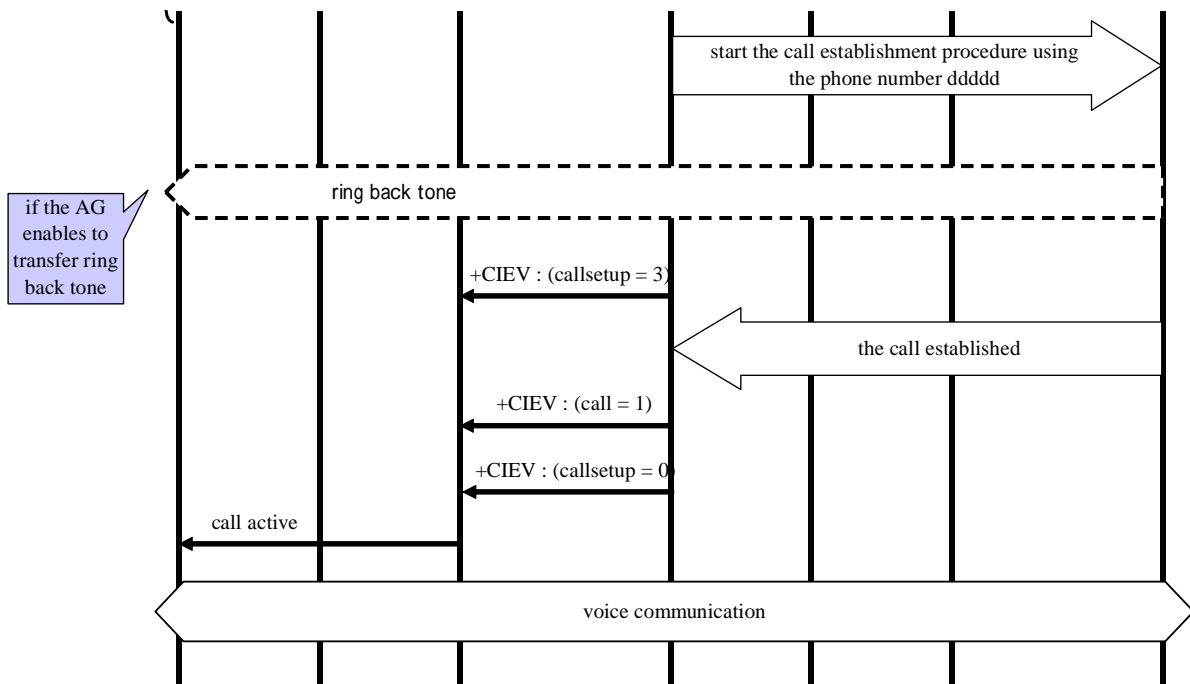 start the call establishment procedure using
the phone number ddddd
ring back tone
if the AG
enables to
transfer ring
back tone
+CIEV : (callsetup = 3)
the call established
+CIEV : (call = 1)
+CIEV : (callsetup = 0)
call active
voice communication